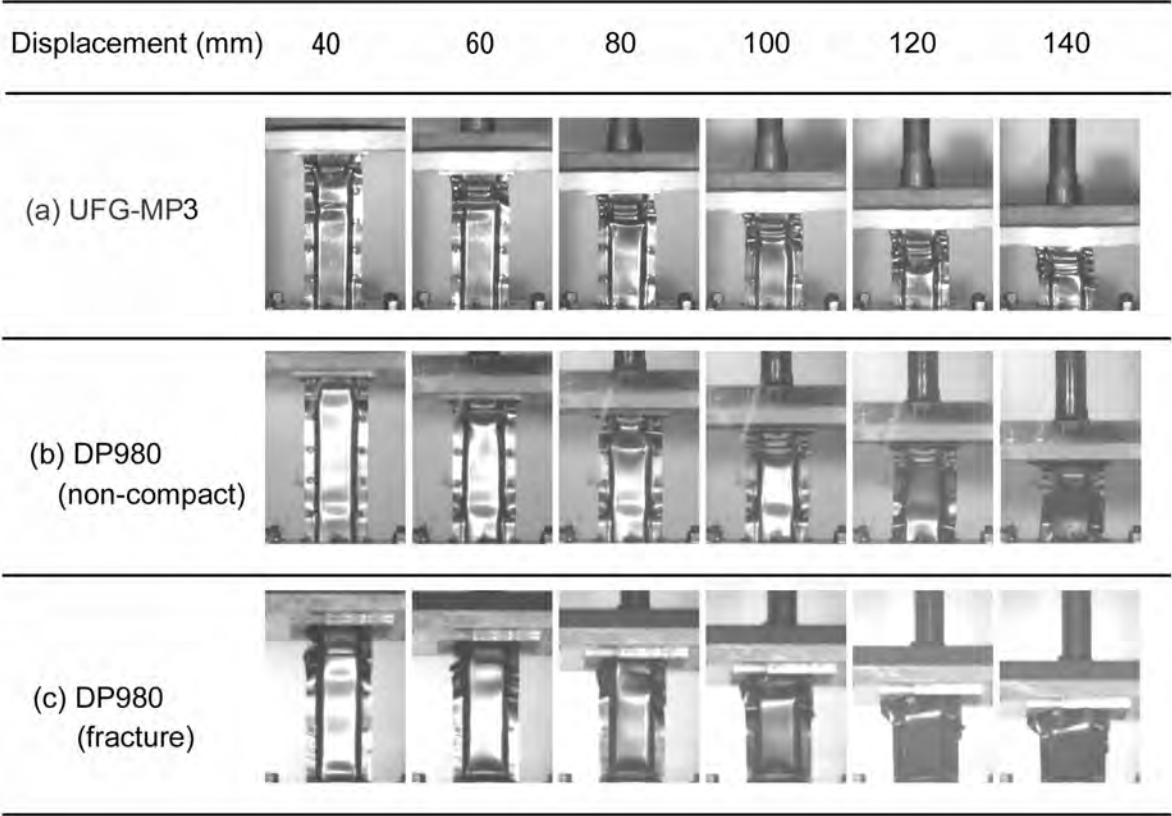 Displacement (mm) 40 60 80 100 120 140
(a) UFG-MP3
(b) DP980
(non-compact)
(c) DP980
(fracture)